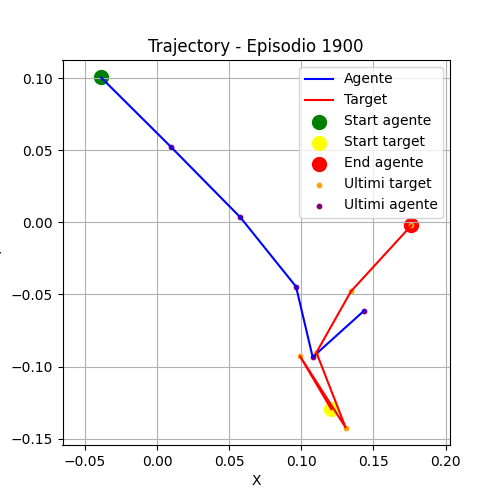 Trajectory - Episodio 1900
Agente
Target
Start agente
Start target
End agente
Ultimi target
Ultimi agente
0.10
0.05
0.00
−0.05
−0.10
−0.15
−0.05
0.00
0.05
0.10
0.15
0.20
X